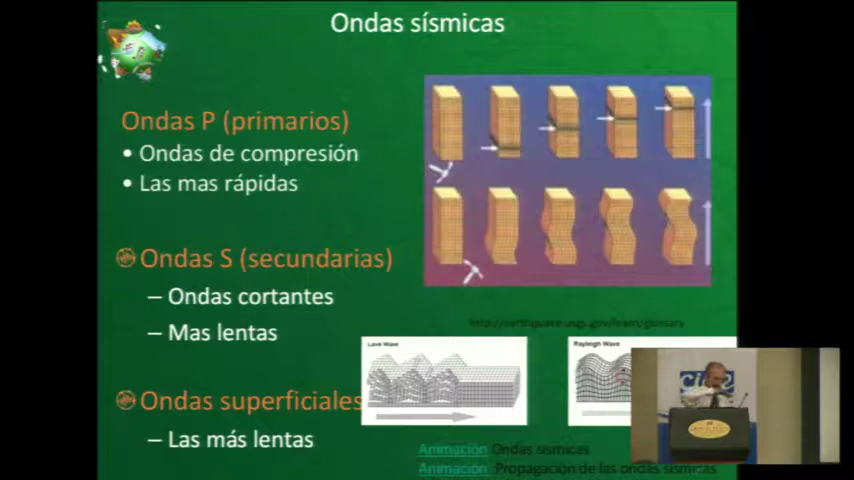 Ondas sísmicas
Ondas P (primarios)
• Ondas de compresión
• Las mas rápidas
Ondas S (secundarias)
– Ondas cortantes
– Mas lentas
http://earthquake.usgs.gov/learn/glossary
Love Wave
Rayleigh Wave
Ondas superficiales
– Las más lentas
Animación Ondas sísmicas
Animación Propagación de las ondas sísmicas